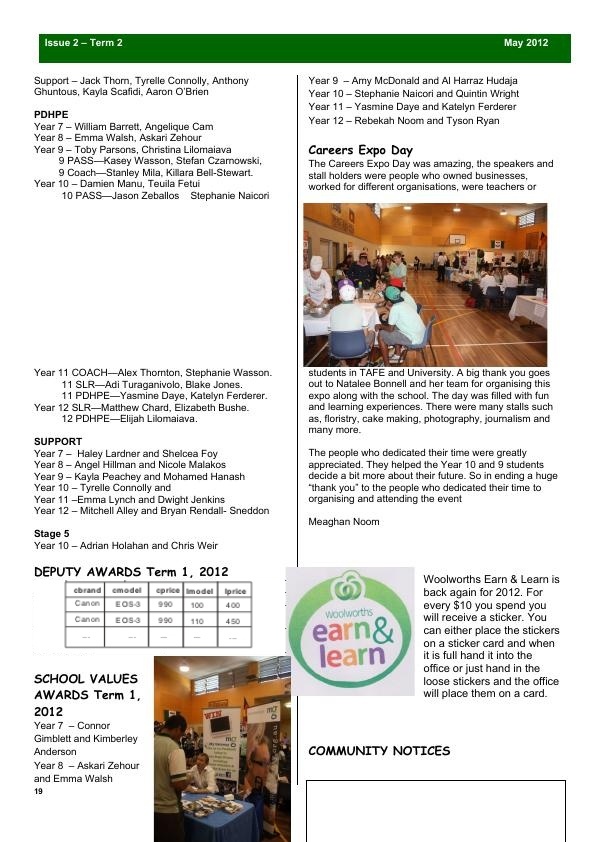 Issue 2 – Term 2
May 2012
Support – Jack Thorn, Tyrelle Connolly, Anthony
Ghuntous, Kayla Scafidi, Aaron O’Brien
PDHPE
Year 7 – William Barrett, Angelique Cam
Year 8 – Emma Walsh, Askari Zehour
Year 9 – Toby Parsons, Christina Lilomaiava
9 PASS—Kasey Wasson, Stefan Czarnowski,
9 Coach—Stanley Mila, Killara Bell-Stewart.
Year 10 – Damien Manu, Teuila Fetui
10 PASS—Jason Zeballos Stephanie Naicori
Year 11 COACH—Alex Thornton, Stephanie Wasson.
11 SLR—Adi Turaganivolo, Blake Jones.
11 PDHPE—Yasmine Daye, Katelyn Ferderer.
Year 12 SLR—Matthew Chard, Elizabeth Bushe.
12 PDHPE—Elijah Lilomaiava.
SUPPORT
Year 7 – Haley Lardner and Shelcea Foy
Year 8 – Angel Hillman and Nicole Malakos
Year 9 – Kayla Peachey and Mohamed Hanash
Year 10 – Tyrelle Connolly and
Year 11 –Emma Lynch and Dwight Jenkins
Year 12 – Mitchell Alley and Bryan Rendall- Sneddon
Stage 5
Year 10 – Adrian Holahan and Chris Weir
DEPUTY AWARDS Term 1, 2012
cbrand cmodel cprice lmodel lprice
Canon EOS-3 990 100 400
Canon EOS-3 990 110 450
... ... ... ... ...
SCHOOL VALUES
AWARDS Term 1,
2012
Year 7 – Connor
Gimblett and Kimberley
Anderson
Year 8 – Askari Zehour
and Emma Walsh
19
WIN
Year 9 – Amy McDonald and Al Harraz Hudaja
Year 10 – Stephanie Naicori and Quintin Wright
Year 11 – Yasmine Daye and Katelyn Ferderer
Year 12 – Rebekah Noom and Tyson Ryan
Careers Expo Day
The Careers Expo Day was amazing, the speakers and
stall holders were people who owned businesses,
worked for different organisations, were teachers or
students in TAFE and University. A big thank you goes
out to Natalee Bonnell and her team for organising this
expo along with the school. The day was filled with fun
and learning experiences. There were many stalls such
as, floristry, cake making, photography, journalism and
many more.
The people who dedicated their time were greatly
appreciated. They helped the Year 10 and 9 students
decide a bit more about their future. So in ending a huge
“thank you” to the people who dedicated their time to
organising and attending the event
Meaghan Noom
woolworths
earn&
learn
Woolworths Earn & Learn is
back again for 2012. For
every $10 you spend you
will receive a sticker. You
can either place the stickers
on a sticker card and when
it is full hand it into the
office or just hand in the
loose stickers and the office
will place them on a card.
COMMUNITY NOTICES